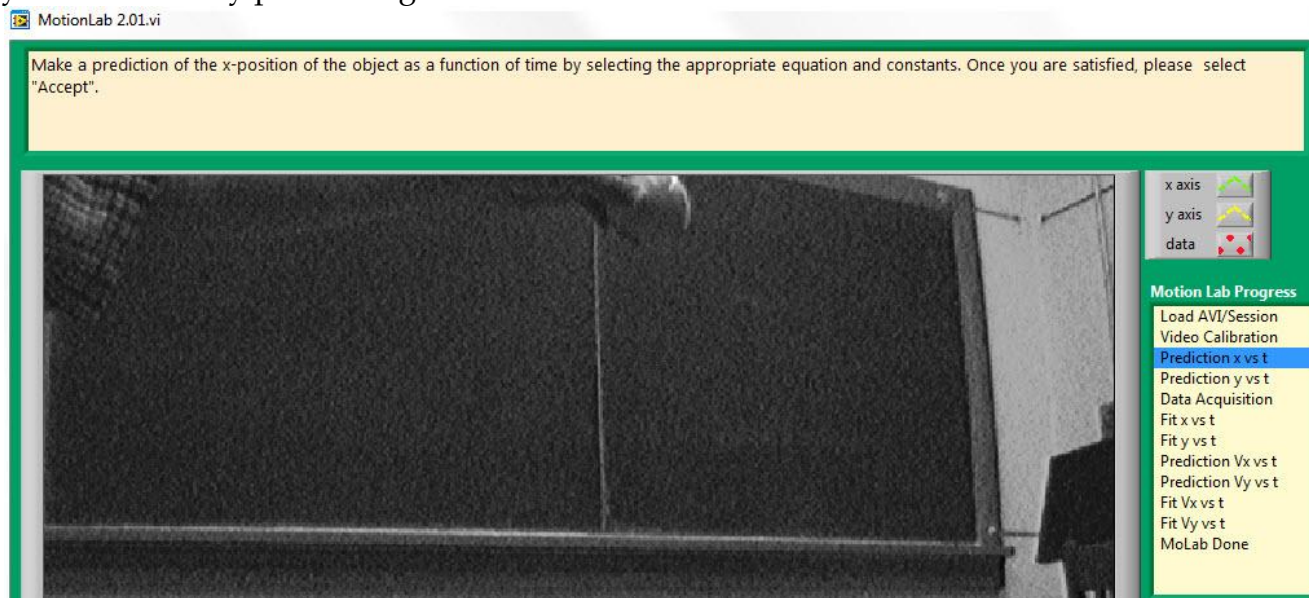 MotionLab 2.01.vi
Make a prediction of the x-position of the object as a function of time by selecting the appropriate equation and constants. Once you are satisfied, please select
"Accept".
x axis
y axis
data
Motion Lab Progress
Load AVI/Session
Video Calibration
Prediction x vs t
Prediction y vs t
Data Acquisition
Fit x vs t
Fit y vs t
Prediction Vx vs t
Prediction Vy vs t
Fit Vx vs t
Fit Vy vs t
MoLab Done